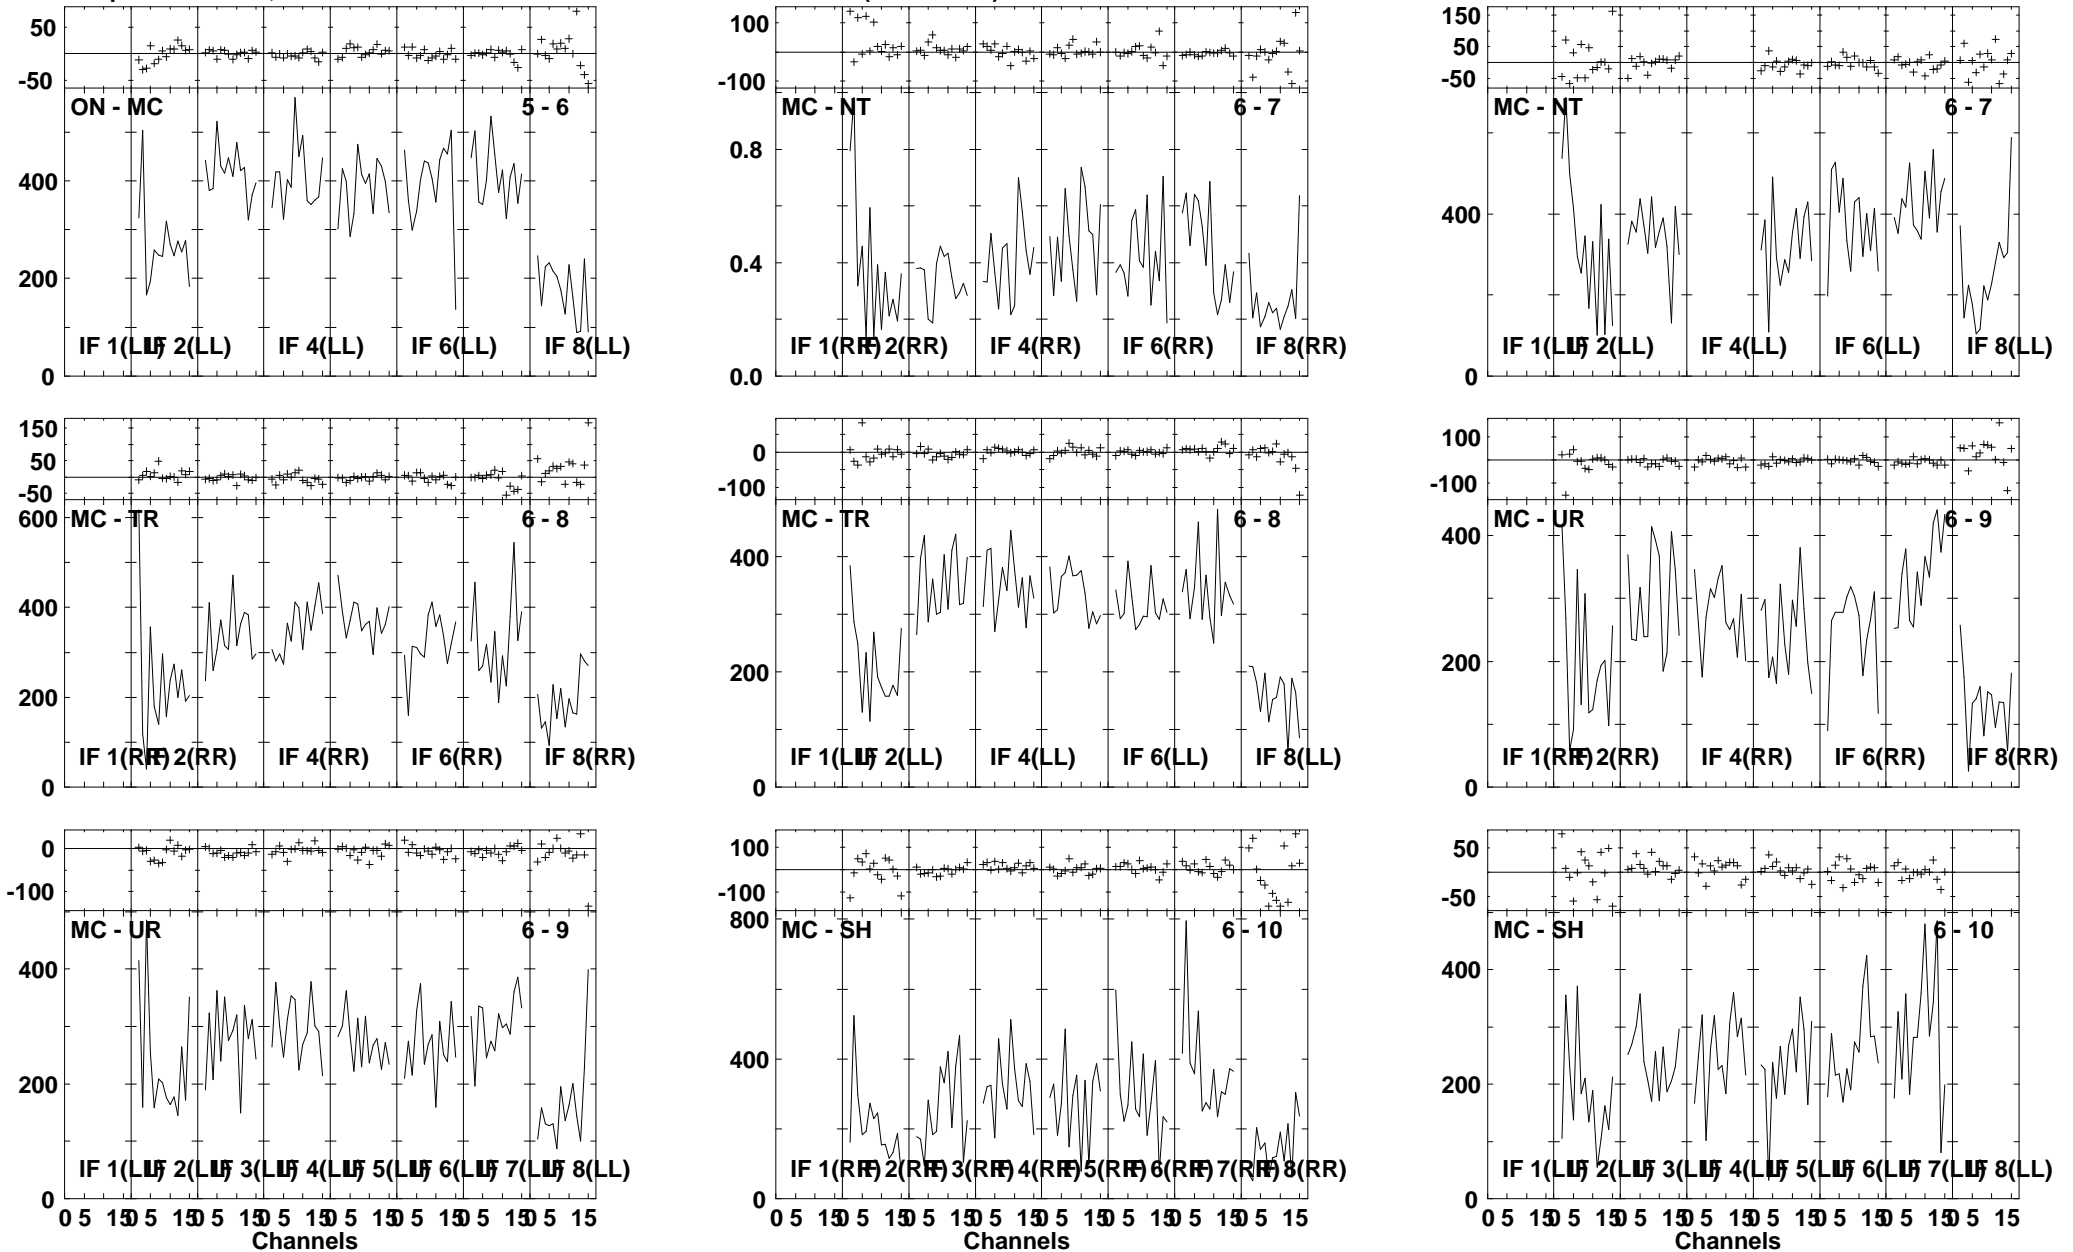 50
-50
ON - MC
5 - 6
400
200
0
IF 1(LL)
IF 2(LL)
IF 4(LL)
IF 6(LL)
IF 8(LL)
100
0
-100
MC - NT
6 - 7
0.8
0.4
0.0
IF 1(RR)
IF 2(RR)
IF 4(RR)
IF 6(RR)
IF 8(RR)
150
50
-50
MC - NT
6 - 7
400
0
IF 1(LL)
IF 2(LL)
IF 4(LL)
IF 6(LL)
IF 8(LL)
150
50
-50
600
MC - TR
6 - 8
400
200
0
IF 1(RR)
IF 2(RR)
IF 4(RR)
IF 6(RR)
IF 8(RR)
0
-100
MC - TR
6 - 8
400
200
0
IF 1(LL)
IF 2(LL)
IF 4(LL)
IF 6(LL)
IF 8(LL)
100
-100
MC - UR
6 - 9
400
200
0
IF 1(RR)
IF 2(RR)
IF 4(RR)
IF 6(RR)
IF 8(RR)
0
-100
MC - UR
6 - 9
400
200
0
IF 1(LL)
IF 2(LL)
IF 3(LL)
IF 4(LL)
IF 5(LL)
IF 6(LL)
IF 7(LL)
IF 8(LL)
0 5 15 0 5 15 0 5 15 0 5 15 0 5 15 0 5 15 0 5 15 0 5 15
Channels
100
-100
800
MC - SH
6 - 10
400
0
IF 1(RR)
IF 2(RR)
IF 3(RR)
IF 4(RR)
IF 5(RR)
IF 6(RR)
IF 7(RR)
IF 8(RR)
0 5 15 0 5 15 0 5 15 0 5 15 0 5 15 0 5 15 0 5 15 0 5 15
Channels
50
-50
MC - SH
6 - 10
400
200
0
IF 1(LL)
IF 2(LL)
IF 3(LL)
IF 4(LL)
IF 5(LL)
IF 6(LL)
IF 7(LL)
IF 8(LL)
0 5 15 0 5 15 0 5 15 0 5 15 0 5 15 0 5 15 0 5 15 0 5 15
Channels